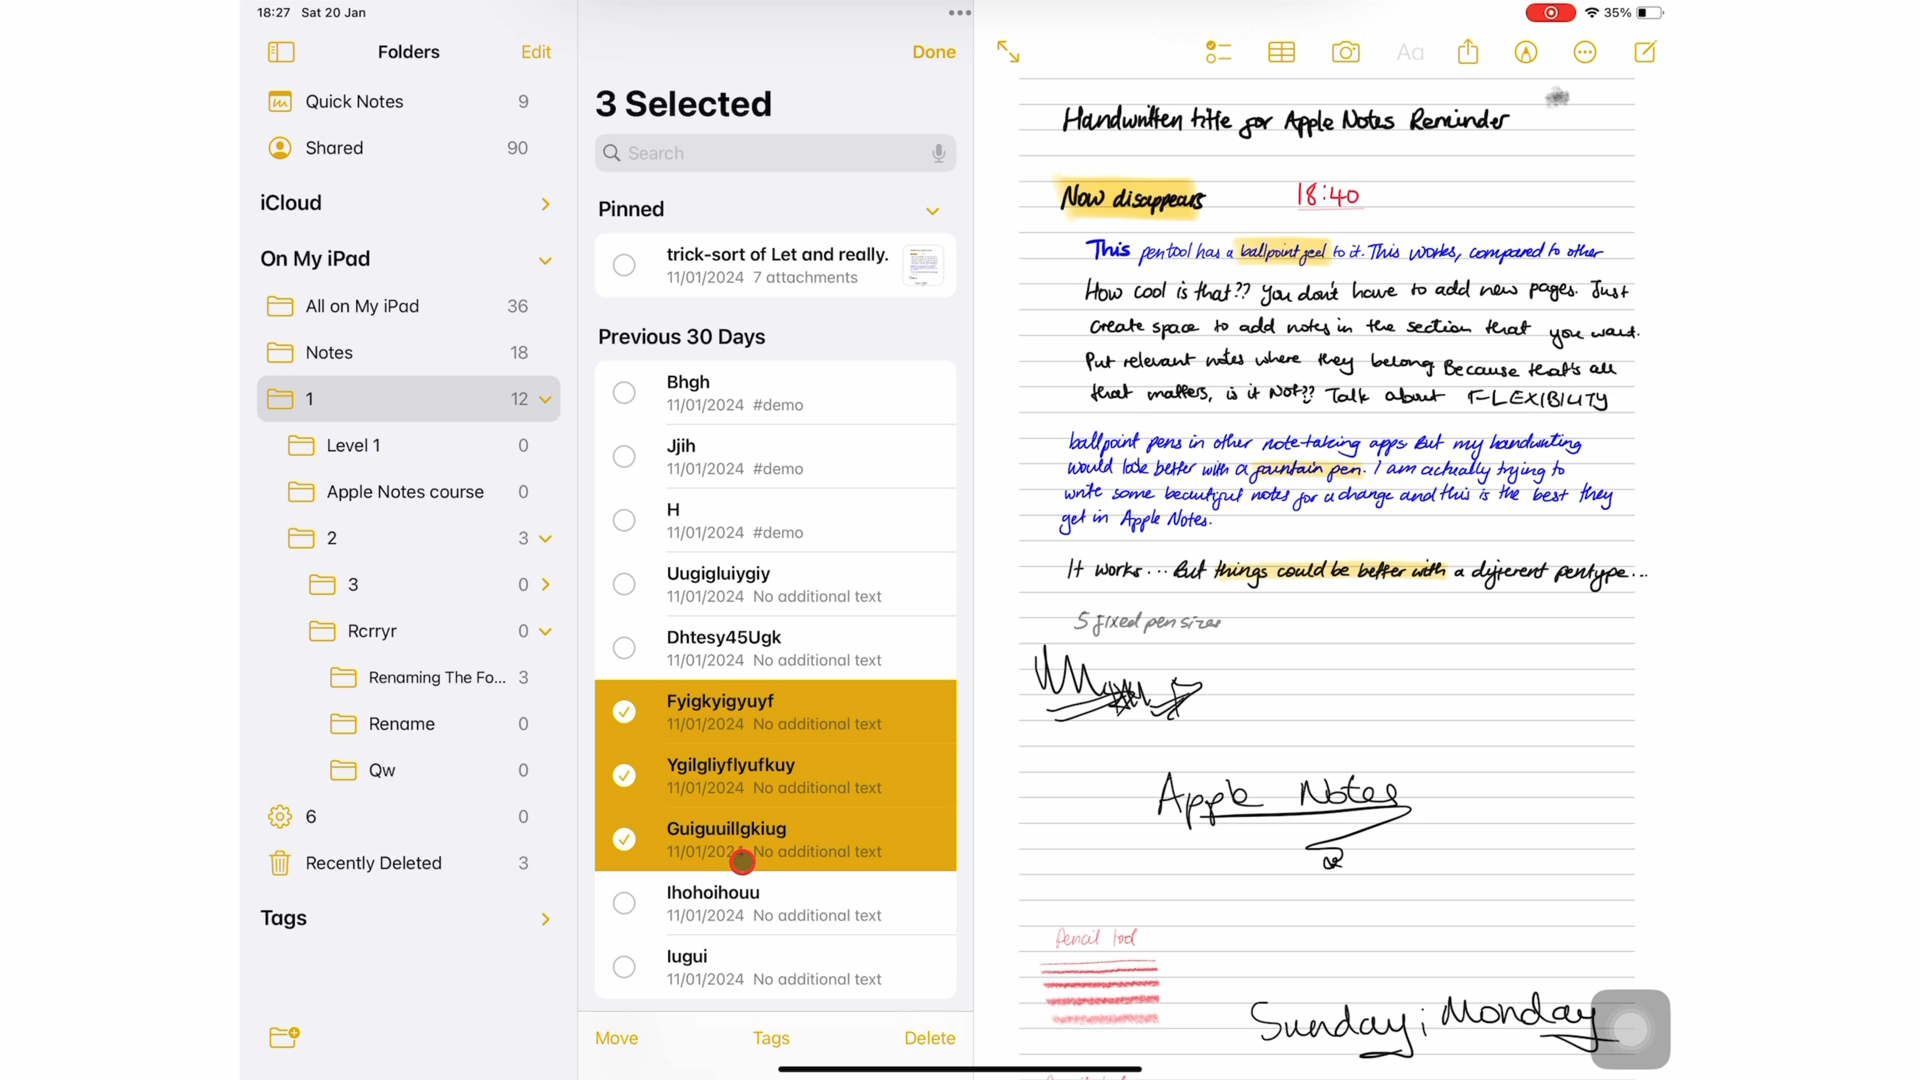 18:27 Sat 20 Jan
35%
Folders
Edit
Quick Notes 9
Shared 90
iCloud
On My iPad
All on My iPad 36
Notes 18
1 12
Level 1 0
Apple Notes course 0
2 3
3 0
Rcrryr 0
Renaming The Fo... 3
Rename 0
Qw 0
6 0
Recently Deleted 3
Tags
Done
3 Selected
Search
Pinned
trick-sort of Let and really.
11/01/2024 7 attachments
Previous 30 Days
Bhgh
11/01/2024 #demo
Jjih
11/01/2024 #demo
H
11/01/2024 #demo
Uugigluiygiy
11/01/2024 No additional text
Dhtesy45Ugk
11/01/2024 No additional text
Fyigkyigyuyf
11/01/2024 No additional text
Ygilgliyflyufkuy
11/01/2024 No additional text
Guiguuillgkiug
11/01/2024 No additional text
Ihohoihouu
11/01/2024 No additional text
Iugui
11/01/2024 No additional text
Move
Tags
Delete
Aa
Handwritten title for Apple Notes Reminder
Now disappears 18:40
This pen tool has a ballpoint feel to it. This works, compared to other
How cool is that?? You don't have to add new pages. Just
create space to add notes in the section that you want.
Put relevant notes where they belong Because that's all
that matters, is it Not?? Talk about FLEXIBILITY
ballpoint pens in other note-taking apps. But my handwriting
would look better with a fountain pen. I am actually trying to
write some beautiful notes for a change and this is the best they
get in Apple Notes.
It works... But things could be better with a different pentype...
5 fixed pen sizes
Apple Notes
Pencil tool
Sunday; Monday